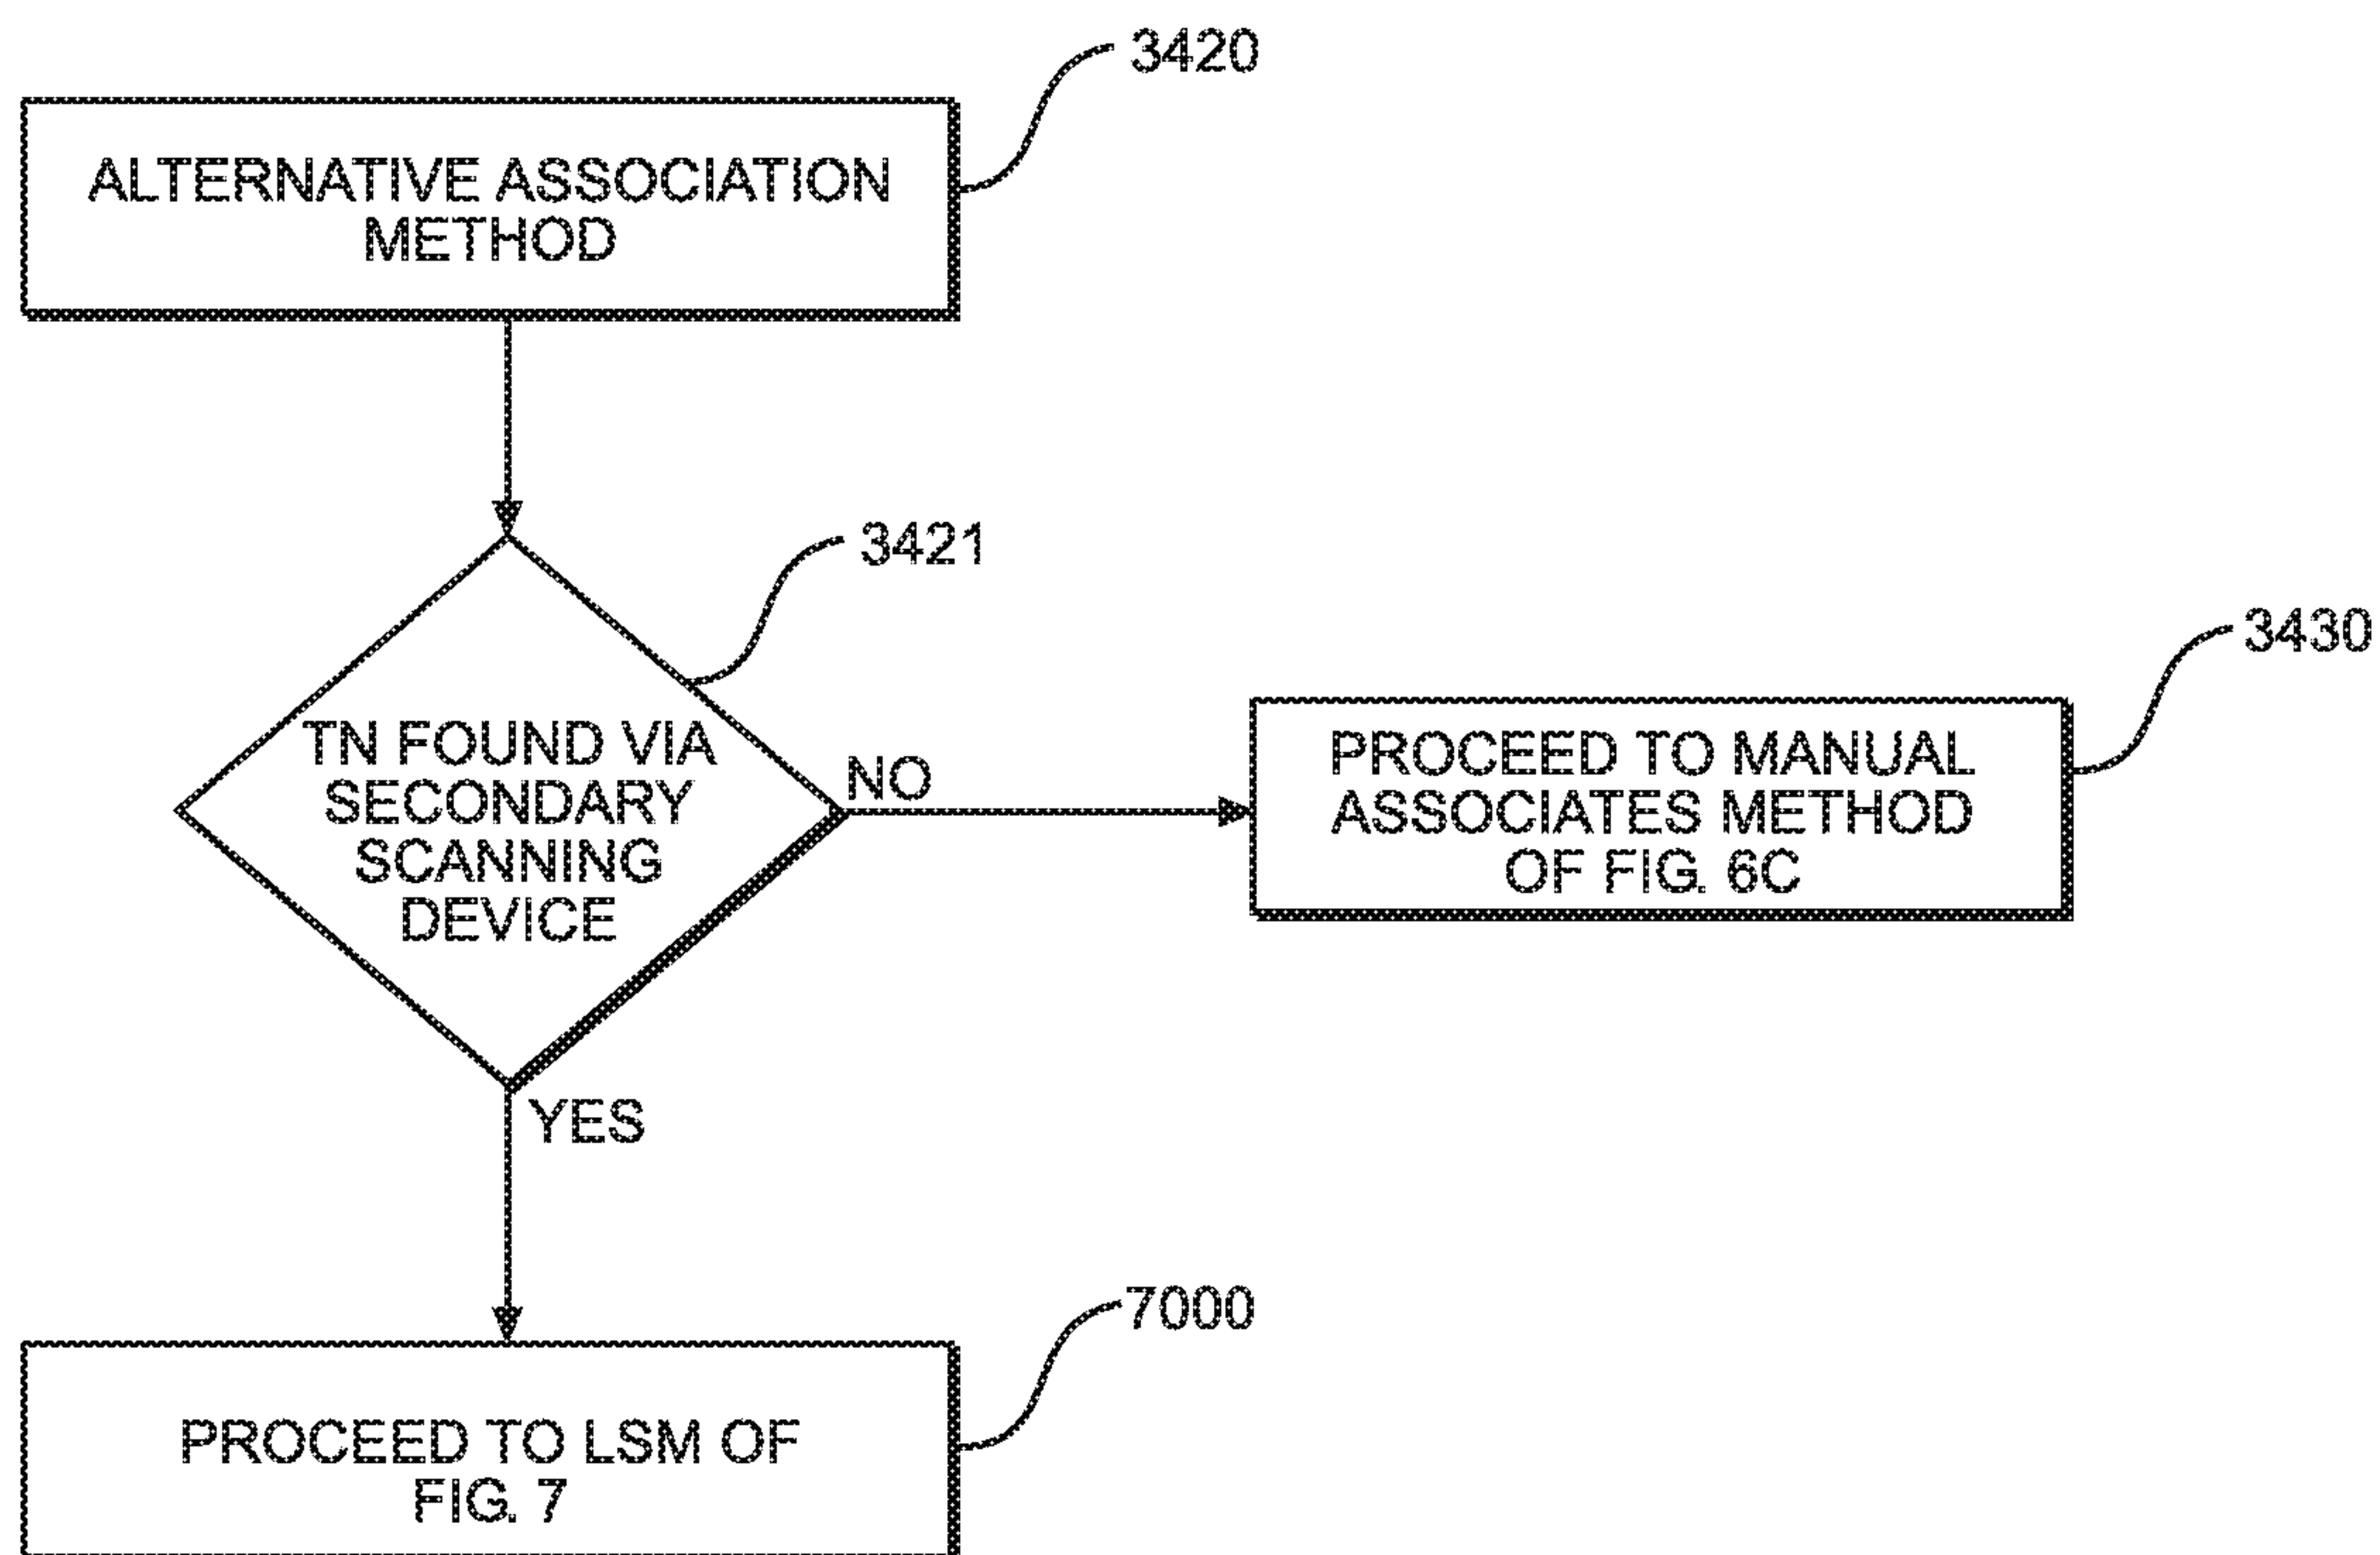 3420
ALTERNATIVE ASSOCIATION
METHOD
3421
TN FOUND VIA
SECONDARY
SCANNING
DEVICE
NO
3430
PROCEED TO MANUAL
ASSOCIATES METHOD
OF FIG. 6C
YES
7000
PROCEED TO LSM OF
FIG. 7